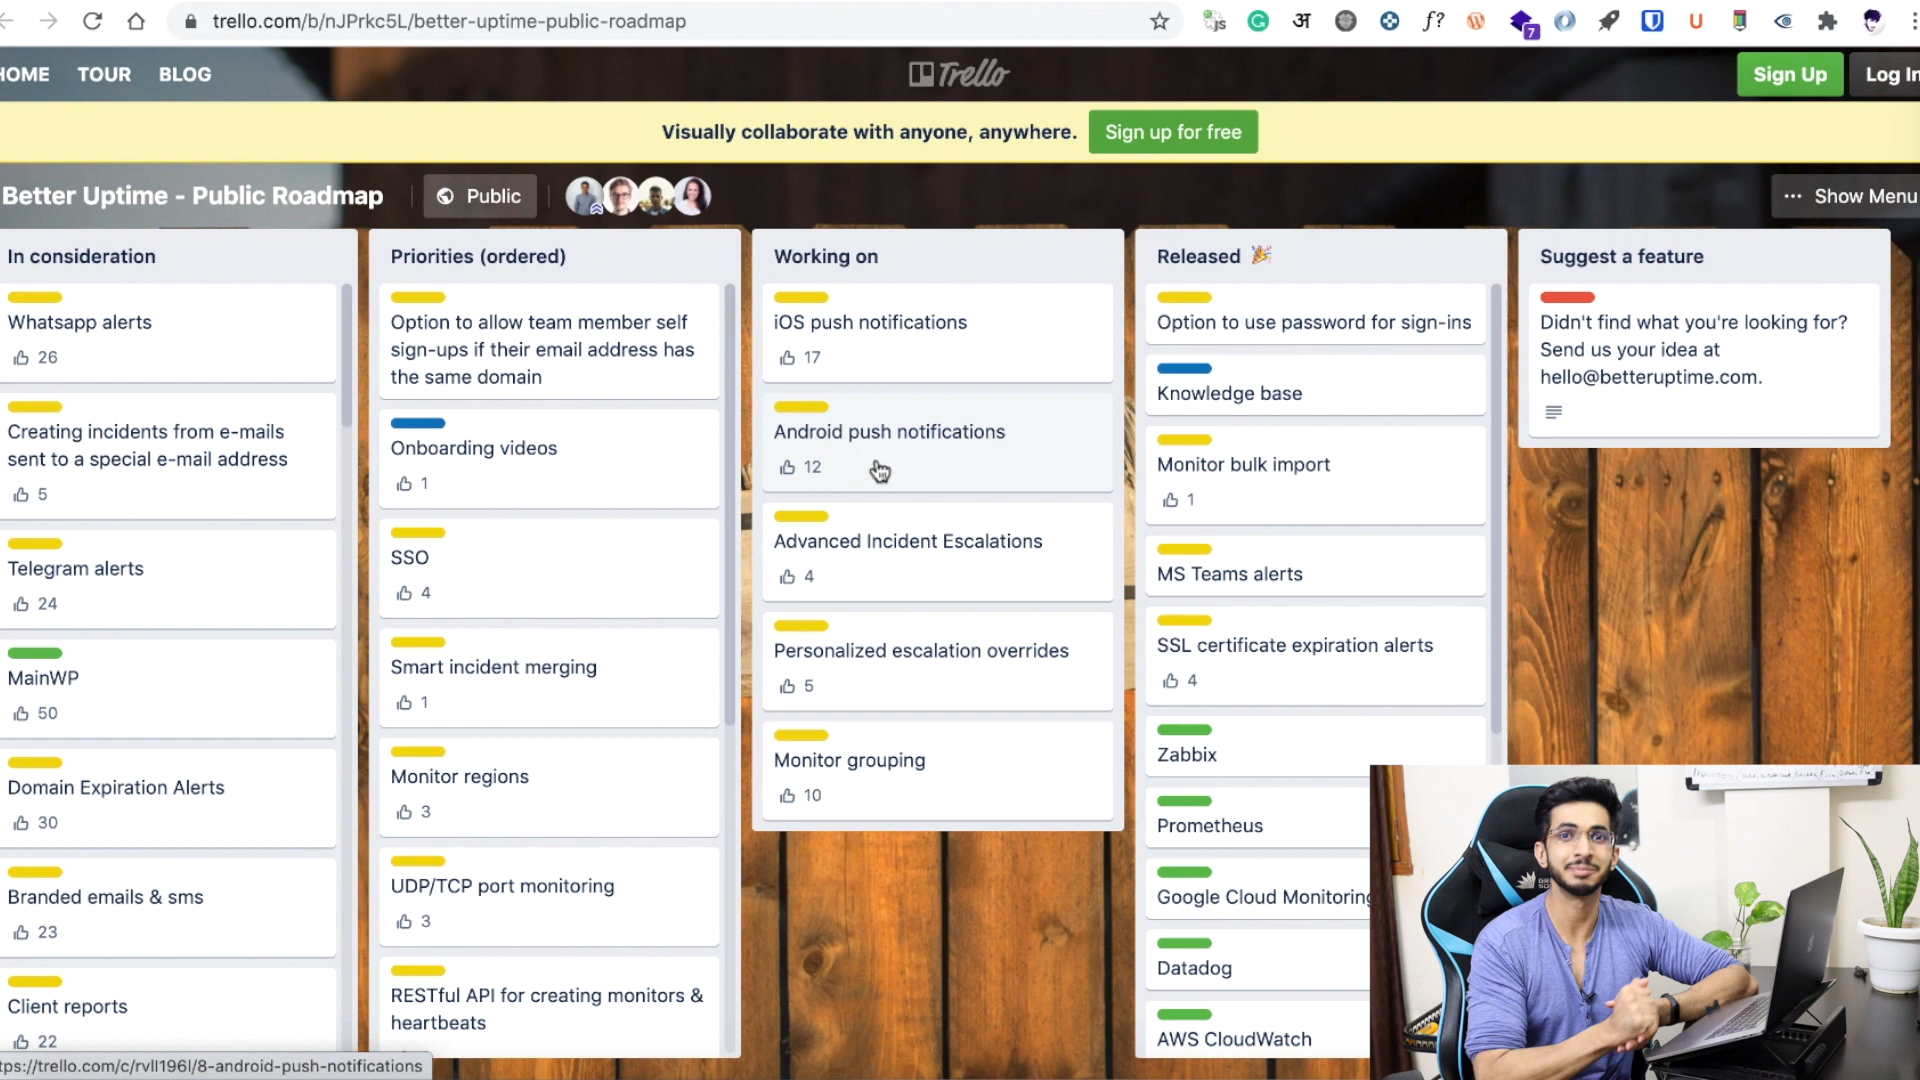 trello.com/b/nJPrkc5L/better-uptime-public-roadmap
अ
f?
7
HOME TOUR BLOG
Trello
Sign Up
Log In
Visually collaborate with anyone, anywhere.
Sign up for free
Better Uptime - Public Roadmap
Public
Show Menu
In consideration
Whatsapp alerts
26
Creating incidents from e-mails
sent to a special e-mail address
5
Telegram alerts
24
MainWP
50
Domain Expiration Alerts
30
Branded emails & sms
23
Client reports
22
Priorities (ordered)
Option to allow team member self
sign-ups if their email address has
the same domain
Onboarding videos
1
SSO
4
Smart incident merging
1
Monitor regions
3
UDP/TCP port monitoring
3
RESTful API for creating monitors &
heartbeats
Working on
iOS push notifications
17
Android push notifications
12
Advanced Incident Escalations
4
Personalized escalation overrides
5
Monitor grouping
10
Released 🎉
Option to use password for sign-ins
Knowledge base
Monitor bulk import
1
MS Teams alerts
SSL certificate expiration alerts
4
Zabbix
Prometheus
Google Cloud Monitoring
Datadog
AWS CloudWatch
Suggest a feature
Didn't find what you're looking for?
Send us your idea at
hello@betteruptime.com.
tps://trello.com/c/rvll196l/8-android-push-notifications